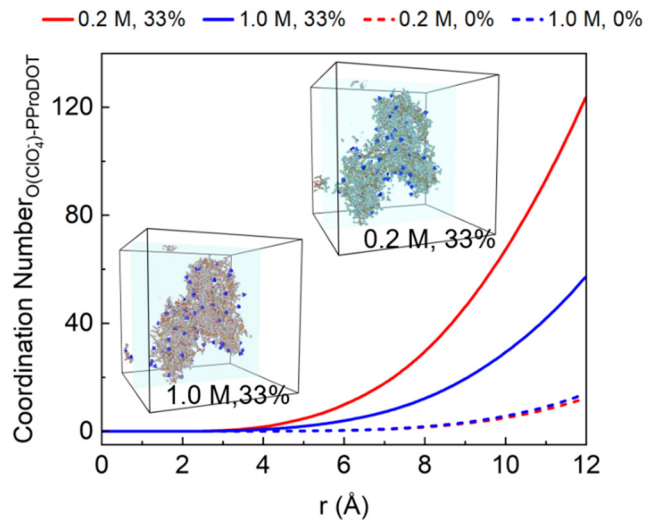 0.2 M, 33% 1.0 M, 33% 0.2 M, 0% 1.0 M, 0%
120
80
40
0
Coordination Number O(ClO4-)-PProDOT
0.2 M, 33%
1.0 M,33%
0 2 4 6 8 10 12
r (Å)